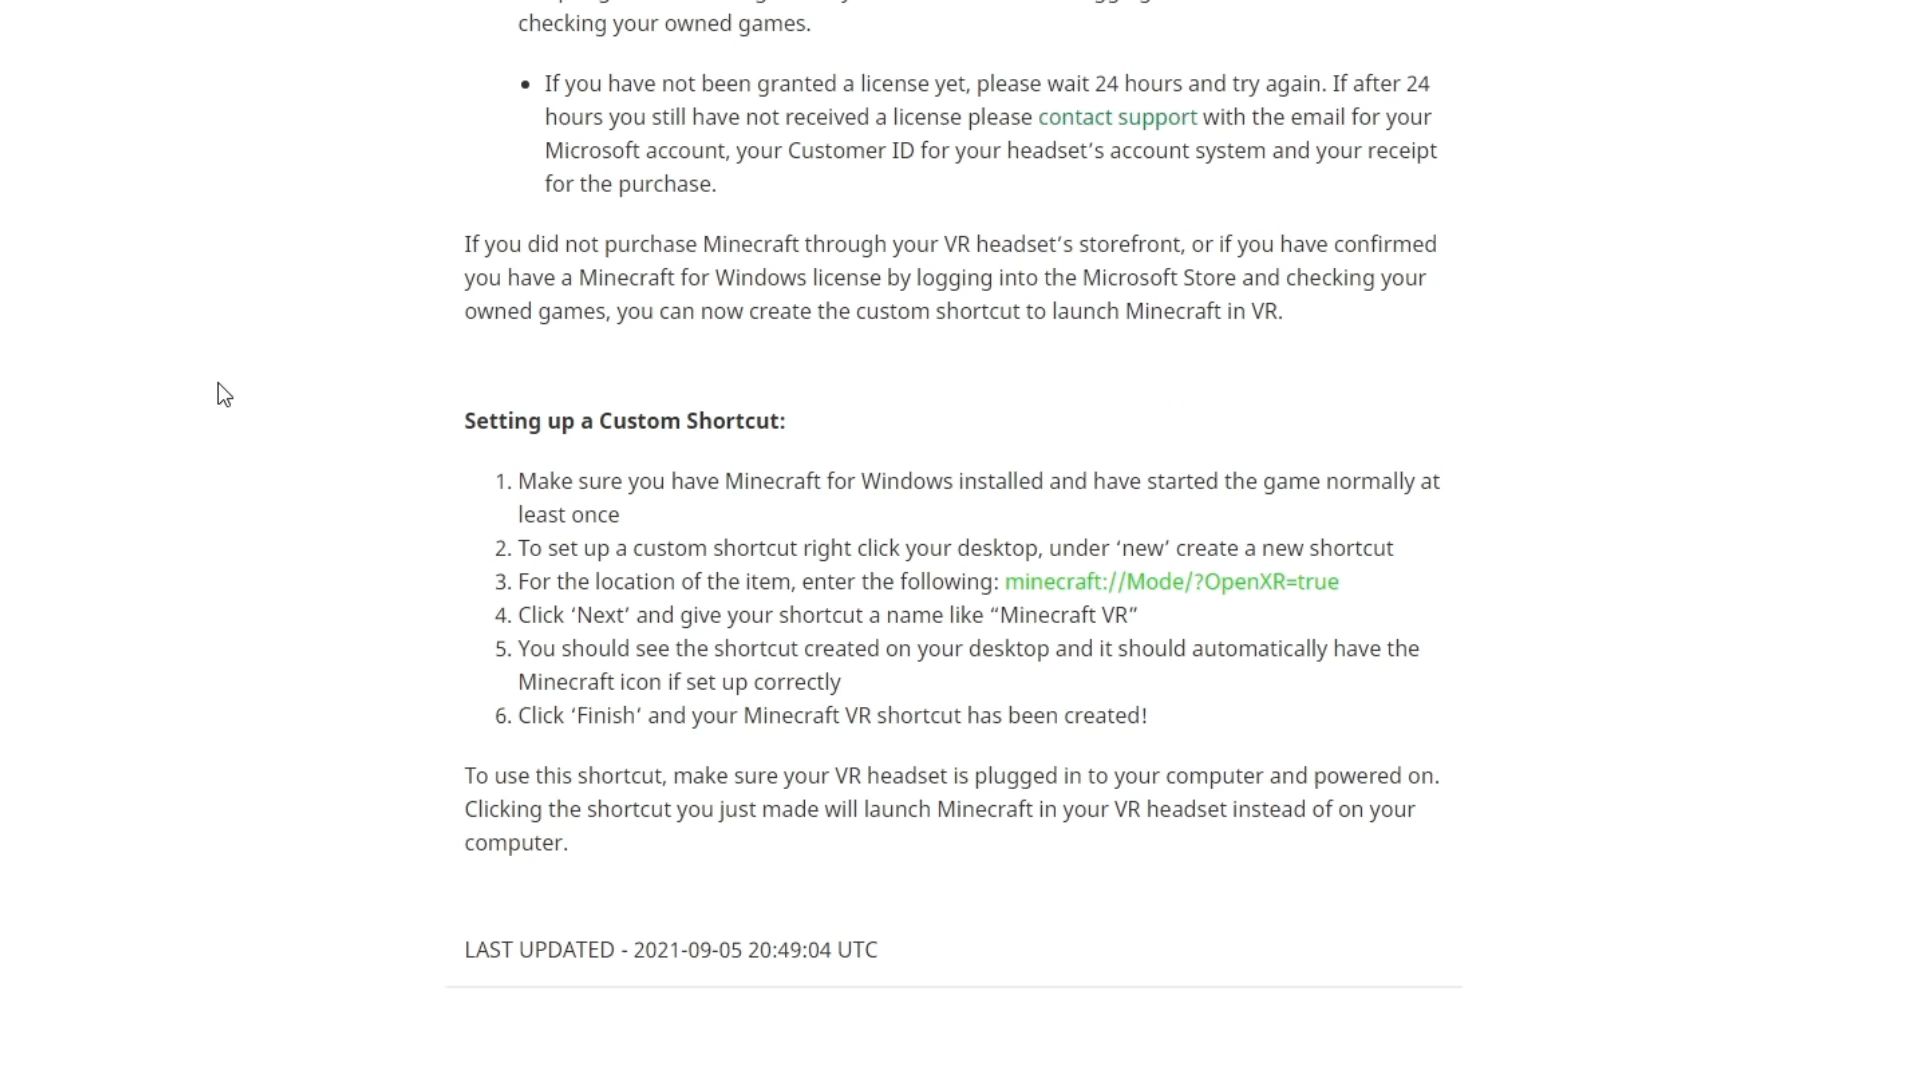 checking your owned games.
• If you have not been granted a license yet, please wait 24 hours and try again. If after 24
hours you still have not received a license please contact support with the email for your
Microsoft account, your Customer ID for your headset’s account system and your receipt
for the purchase.
If you did not purchase Minecraft through your VR headset’s storefront, or if you have confirmed
you have a Minecraft for Windows license by logging into the Microsoft Store and checking your
owned games, you can now create the custom shortcut to launch Minecraft in VR.
Setting up a Custom Shortcut:
1. Make sure you have Minecraft for Windows installed and have started the game normally at
least once
2. To set up a custom shortcut right click your desktop, under ‘new’ create a new shortcut
3. For the location of the item, enter the following: minecraft://Mode/?OpenXR=true
4. Click ‘Next’ and give your shortcut a name like “Minecraft VR”
5. You should see the shortcut created on your desktop and it should automatically have the
Minecraft icon if set up correctly
6. Click ‘Finish’ and your Minecraft VR shortcut has been created!
To use this shortcut, make sure your VR headset is plugged in to your computer and powered on.
Clicking the shortcut you just made will launch Minecraft in your VR headset instead of on your
computer.
LAST UPDATED - 2021-09-05 20:49:04 UTC